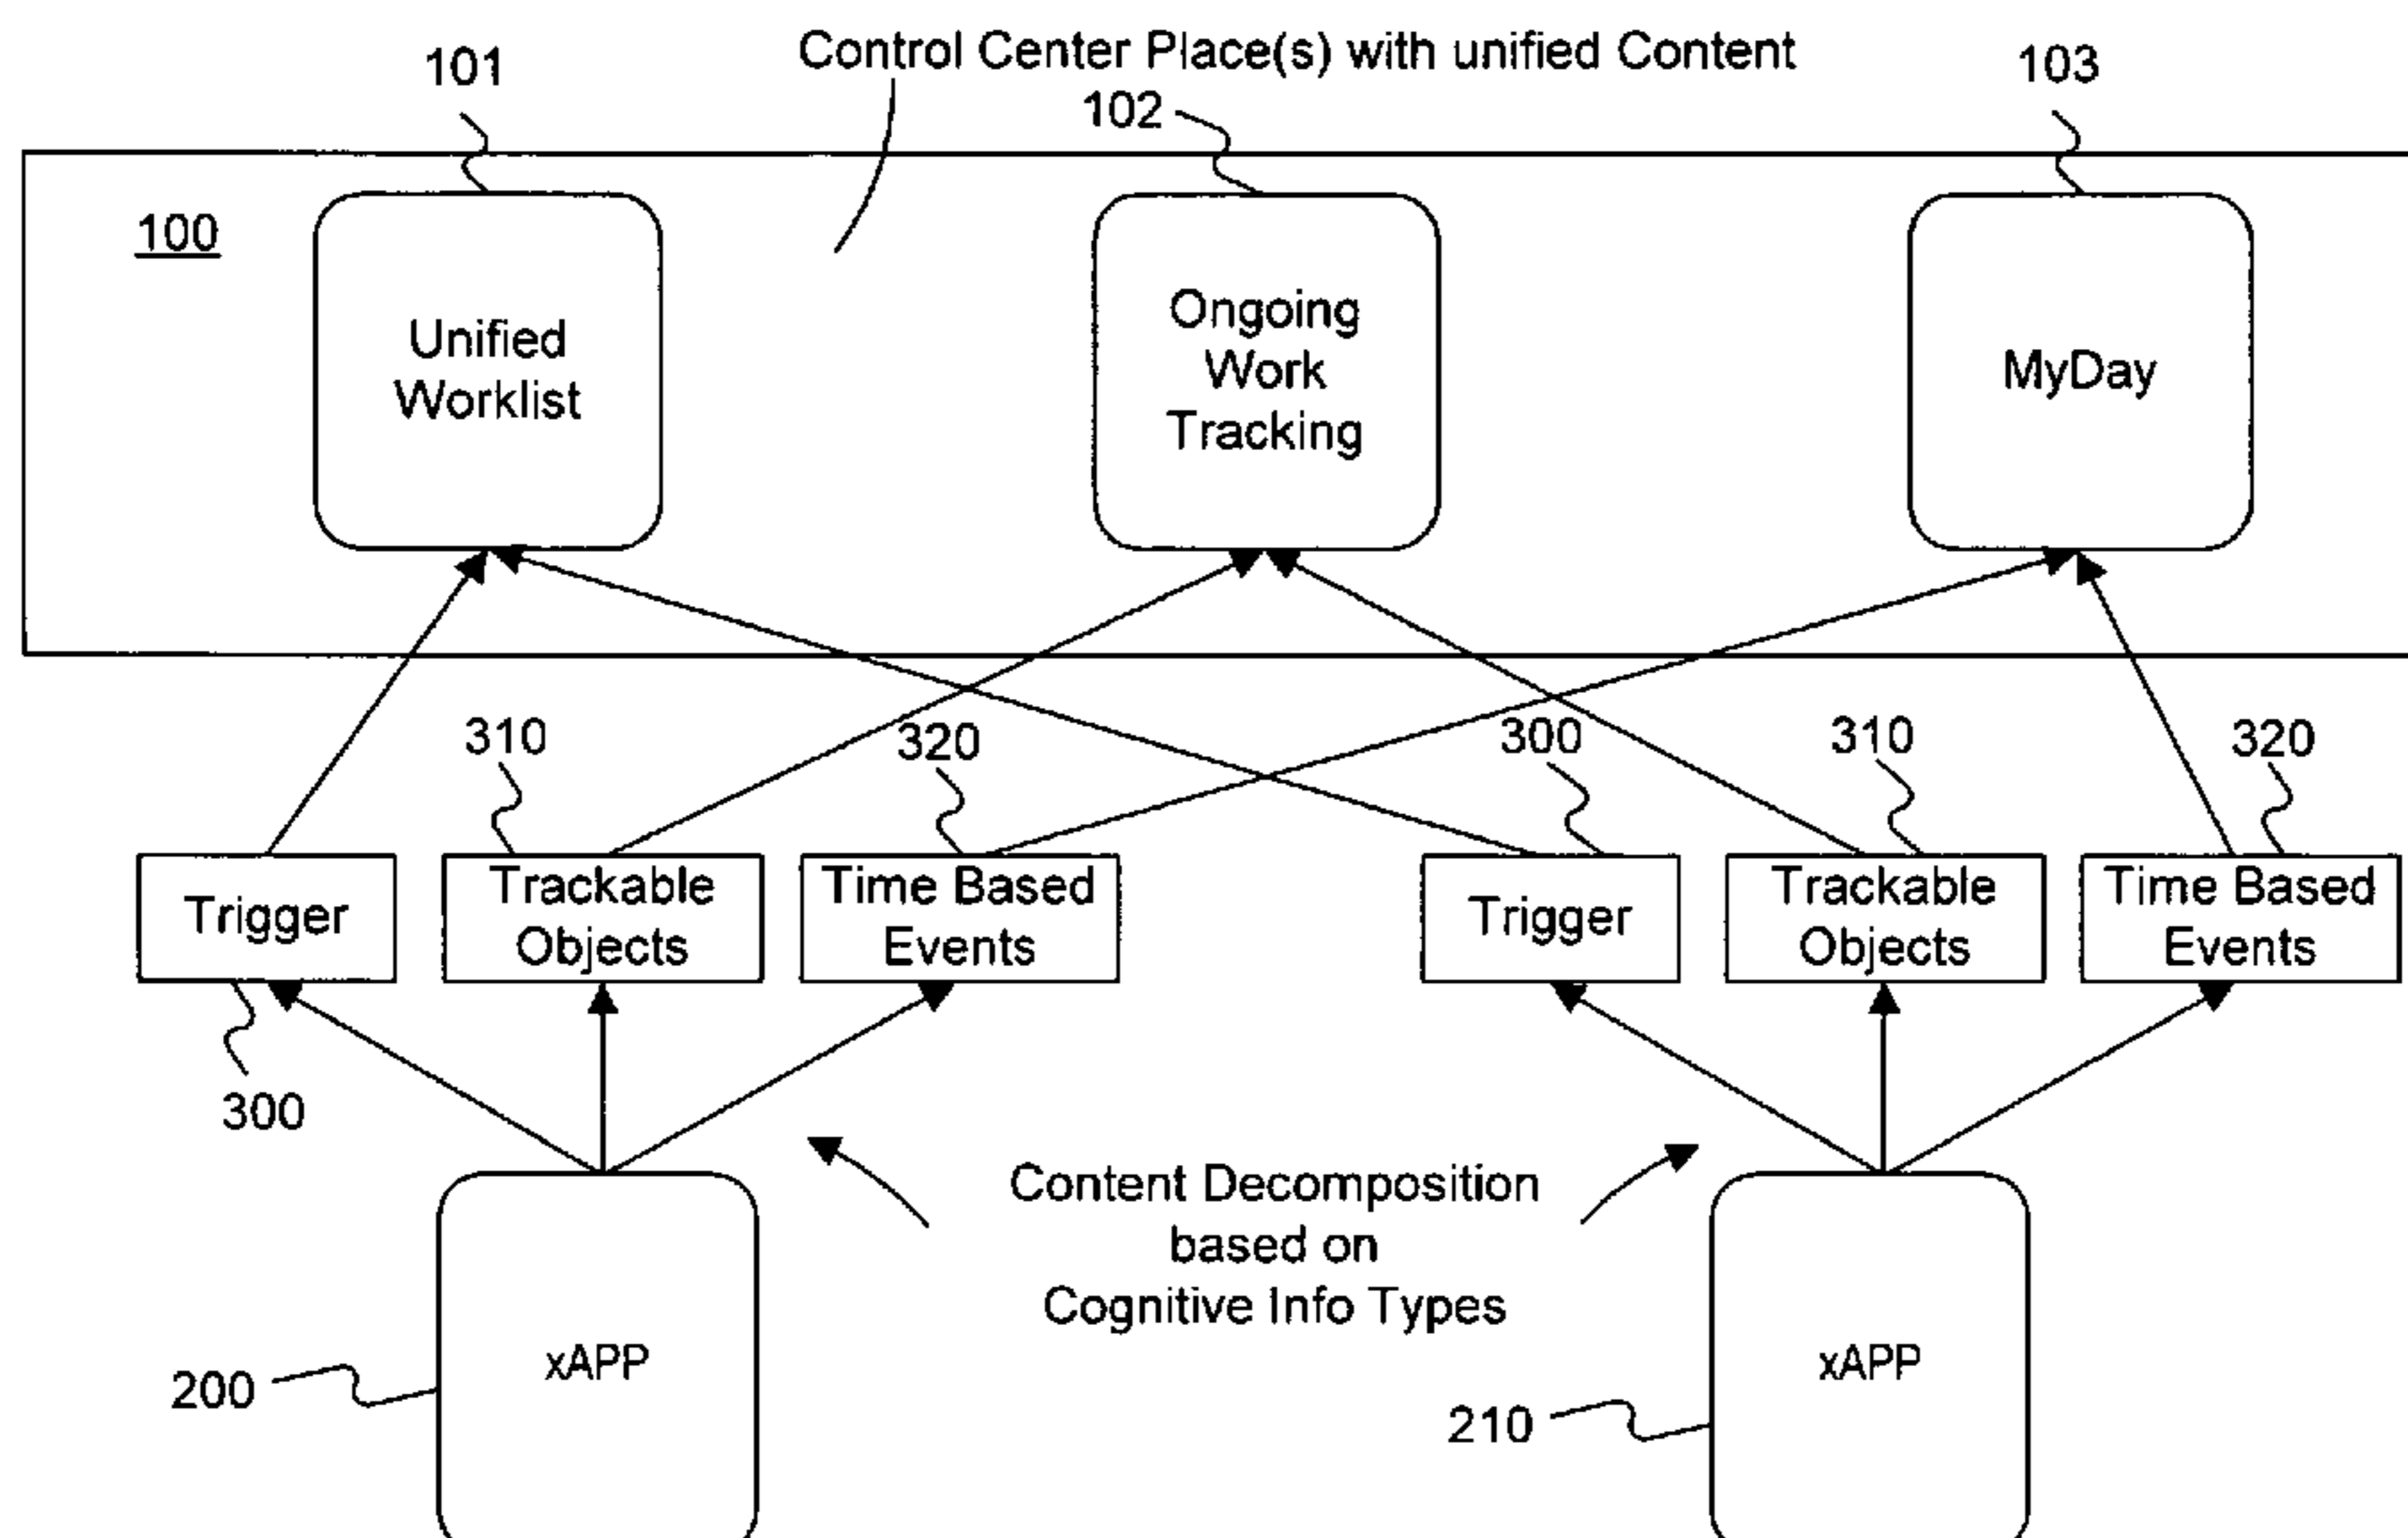 Control Center Place(s) with unified Content
101
102
103
100
Unified
Worklist
Ongoing
Work
Tracking
MyDay
310
320
300
310
320
Trigger
Trackable
Objects
Time Based
Events
Trigger
Trackable
Objects
Time Based
Events
300
Content Decomposition
based on
Cognitive Info Types
xAPP
200
xAPP
210